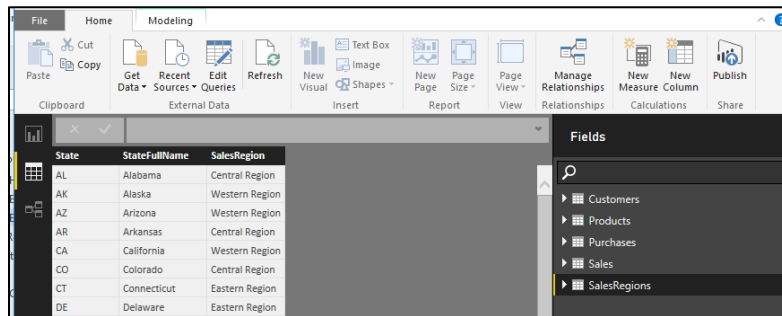 File Home Modeling
Cut
Copy
Paste
Get Data
Recent Sources
Edit Queries
Refresh
New Visual
Text Box
Image
Shapes
New Page
Page Size
Page View
Manage Relationships
New Measure
New Column
Publish
Clipboard External Data Insert Report View Relationships Calculations Share
Fields
State StateFullName SalesRegion
AL Alabama Central Region
AK Alaska Western Region
AZ Arizona Western Region
AR Arkansas Central Region
CA California Western Region
CO Colorado Central Region
CT Connecticut Eastern Region
DE Delaware Eastern Region
Customers
Products
Purchases
Sales
SalesRegions